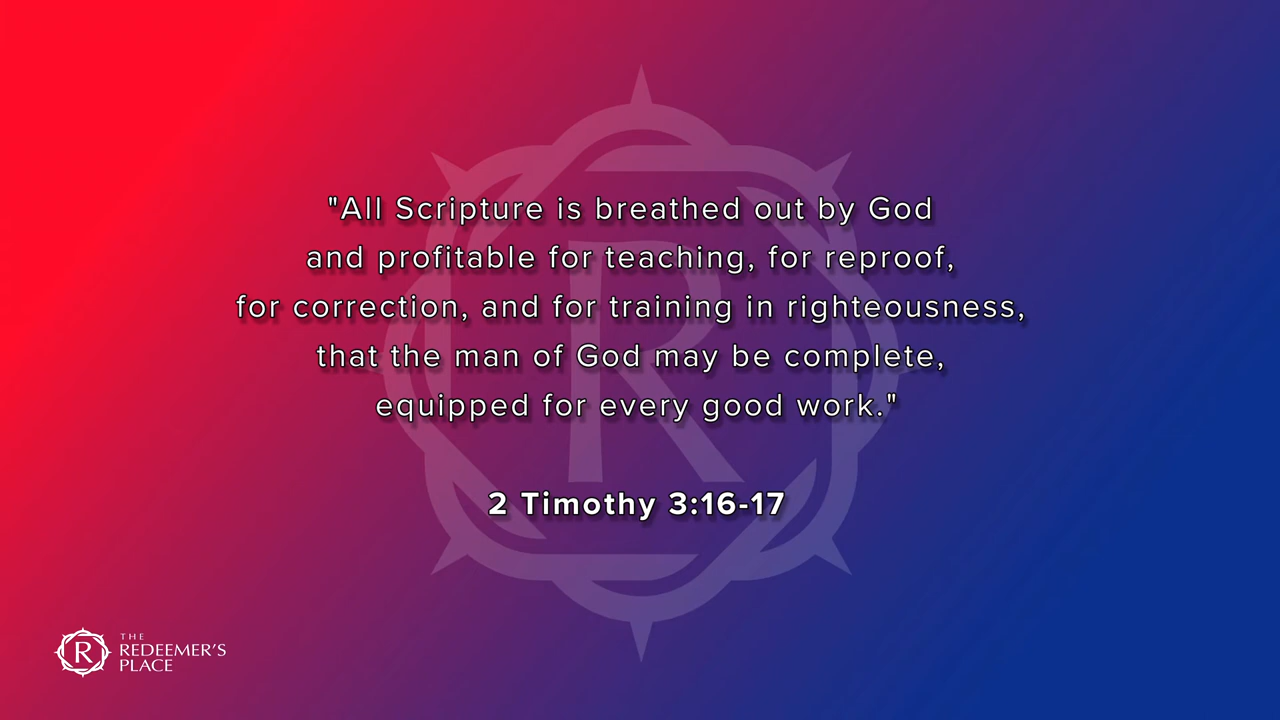 "All Scripture is breathed out by God
and profitable for teaching, for reproof,
for correction, and for training in righteousness,
that the man of God may be complete,
equipped for every good work."
2 Timothy 3:16-17
R
R
THE
REDEEMER'S
PLACE